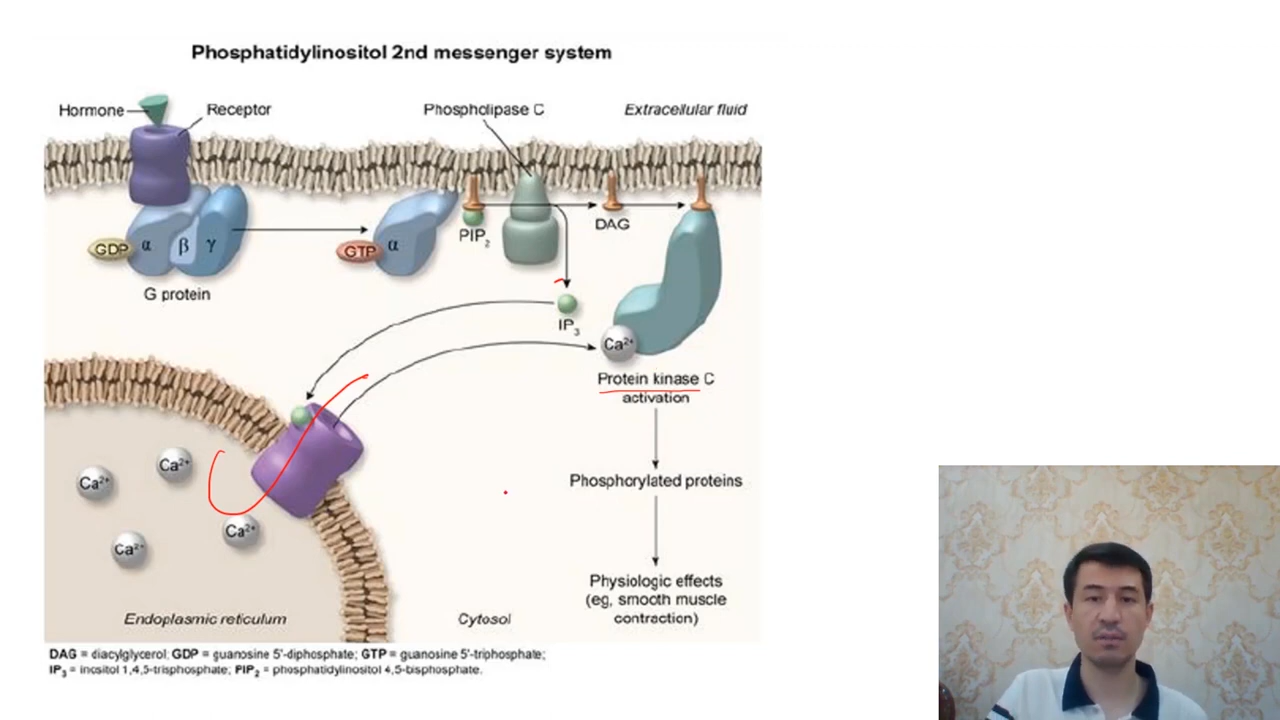 Phosphatidylinositol 2nd messenger system
Hormone
Receptor
Phospholipase C
Extracellular fluid
GDP
α
β
γ
GTP
α
PIP2
DAG
G protein
IP3
Ca2+
Protein kinase C
activation
Ca2+
Ca2+
Ca2+
Ca2+
Phosphorylated proteins
Physiologic effects
(eg, smooth muscle
contraction)
Endoplasmic reticulum
Cytosol
DAG = diacylglycerol; GDP = guanosine 5'-diphosphate; GTP = guanosine 5'-triphosphate;
IP3 = inositol 1,4,5-trisphosphate; PIP2 = phosphatidylinositol 4,5-bisphosphate.